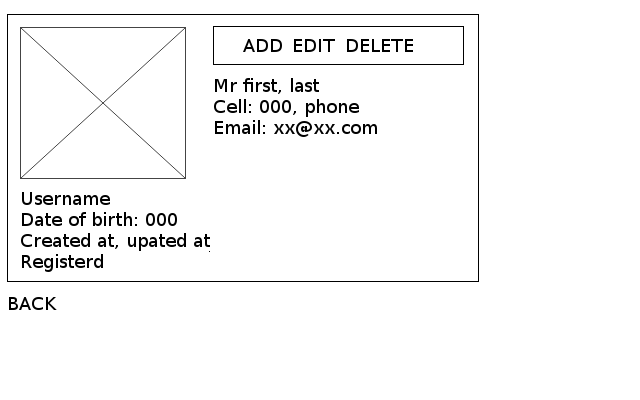 ADD EDIT DELETE
Mr first, last
Cell: 000, phone
Email: xx@xx.com
Username
Date of birth: 000
Created at, upated at
Registerd
BACK